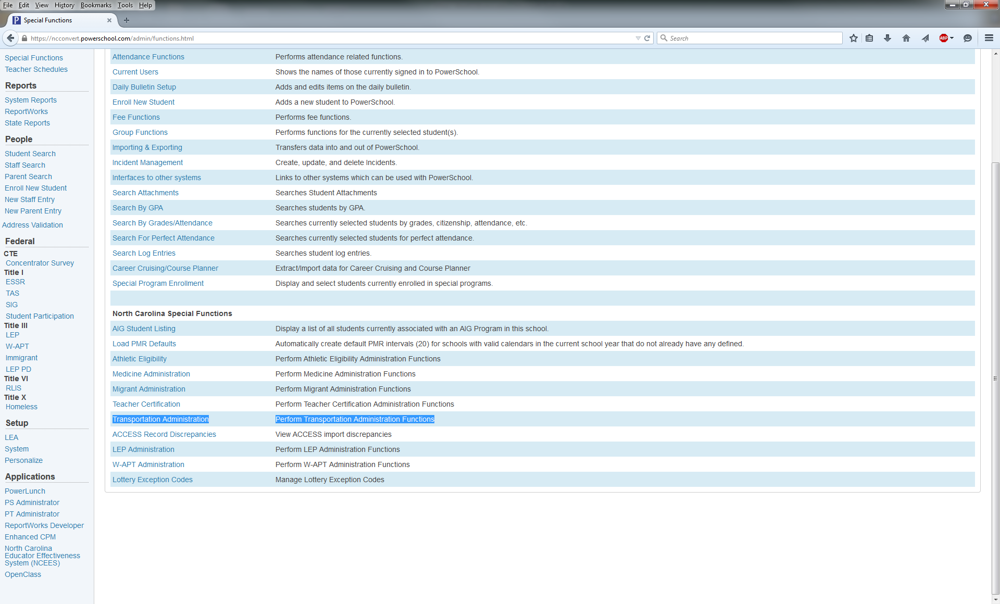 File Edit View History Bookmarks Tools Help
Special Functions
https://ncconvert.powerschool.com/admin/functions.html
Search
ABP
Special Functions
Teacher Schedules
Reports
System Reports
ReportWorks
State Reports
People
Student Search
Staff Search
Parent Search
Enroll New Student
New Staff Entry
New Parent Entry
Address Validation
Federal
CTE
Concentrator Survey
Title I
ESSR
TAS
SIG
Student Participation
Title III
LEP
W-APT
Immigrant
LEP PD
Title VI
RLIS
Title X
Homeless
Setup
LEA
System
Personalize
Applications
PowerLunch
PS Administrator
PT Administrator
ReportWorks Developer
Enhanced CPM
North Carolina
Educator Effectiveness
System (NCEES)
OpenClass
Attendance Functions Performs attendance related functions.
Current Users Shows the names of those currently signed in to PowerSchool.
Daily Bulletin Setup Adds and edits items on the daily bulletin.
Enroll New Student Adds a new student to PowerSchool.
Fee Functions Performs fee functions.
Group Functions Performs functions for the currently selected student(s).
Importing & Exporting Transfers data into and out of PowerSchool.
Incident Management Create, update, and delete Incidents.
Interfaces to other systems Links to other systems which can be used with PowerSchool.
Search Attachments Searches Student Attachments
Search By GPA Searches students by GPA.
Search By Grades/Attendance Searches currently selected students by grades, citizenship, attendance, etc.
Search For Perfect Attendance Searches currently selected students for perfect attendance.
Search Log Entries Searches student log entries.
Career Cruising/Course Planner Extract/Import data for Career Cruising and Course Planner
Special Program Enrollment Display and select students currently enrolled in special programs.
North Carolina Special Functions
AIG Student Listing Display a list of all students currently associated with an AIG Program in this school.
Load PMR Defaults Automatically create default PMR intervals (20) for schools with valid calendars in the current school year that do not already have any defined.
Athletic Eligibility Perform Athletic Eligibility Administration Functions
Medicine Administration Perform Medicine Administration Functions
Migrant Administration Perform Migrant Administration Functions
Teacher Certification Perform Teacher Certification Administration Functions
Transportation Administration Perform Transportation Administration Functions
ACCESS Record Discrepancies View ACCESS import discrepancies
LEP Administration Perform LEP Administration Functions
W-APT Administration Perform W-APT Administration Functions
Lottery Exception Codes Manage Lottery Exception Codes